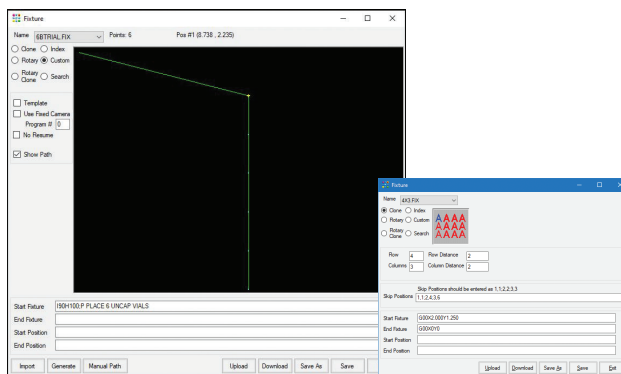 Fixture
Name 6BTRIAL.FIX Points: 6 Pos #1 (8.738 , 2.235)
Clone Index
Rotary Custom
Rotary Clone Search
Template
Use Fixed Camera
Program # 0
No Resume
Show Path
Start Fixture I90H100;P PLACE 6 UNCAP VIALS
End Fixture
Start Position
End Position
Import Generate Manual Path Upload Download Save As Save
Fixture
Name 4X3.FIX
Clone Index
Rotary Custom
Rotary Clone Search
AAAA
AAAA
AAAA
Row 4 Row Distance 2
Columns 3 Column Distance 2
Skip Positions should be entered as 1,1;2,2;3,3
Skip Positions 1,1;2,4;3,6
Start Fixture G00X2.000Y1.250
End Fixture G00X0Y0
Start Position
End Position
Upload Download Save As Save Exit